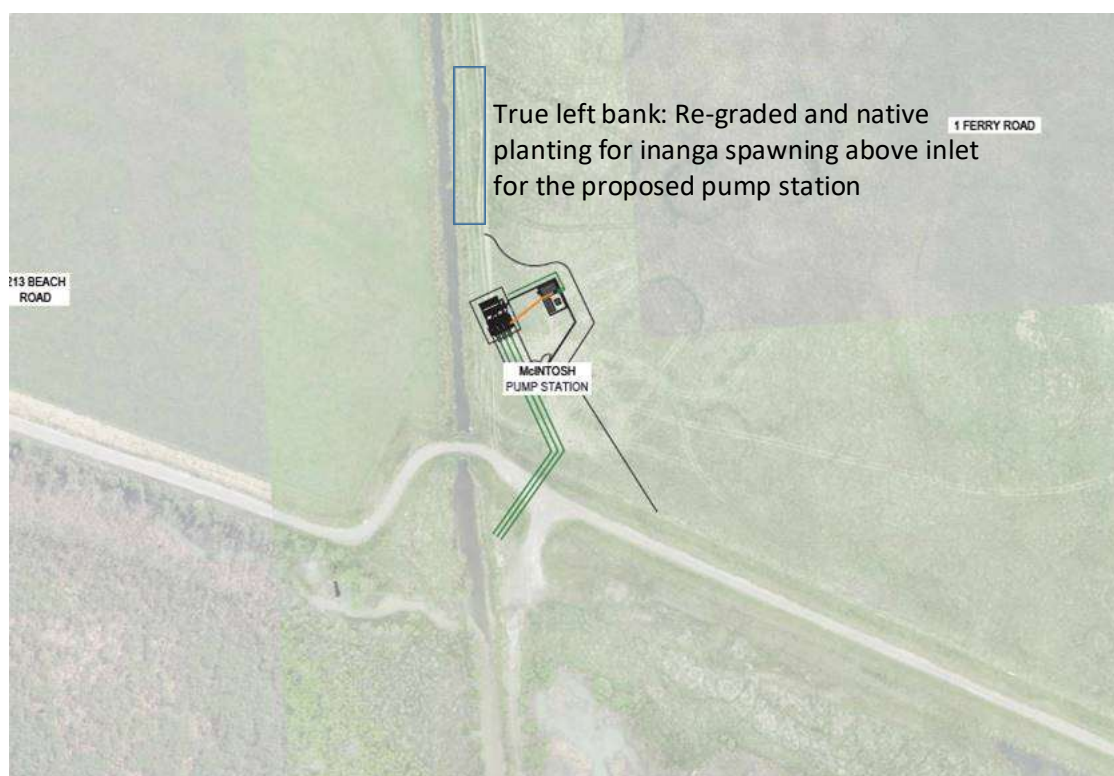 True left bank: Re-graded and native
planting for inanga spawning above inlet
for the proposed pump station
1 FERRY ROAD
213 BEACH
ROAD
McINTOSH
PUMP STATION